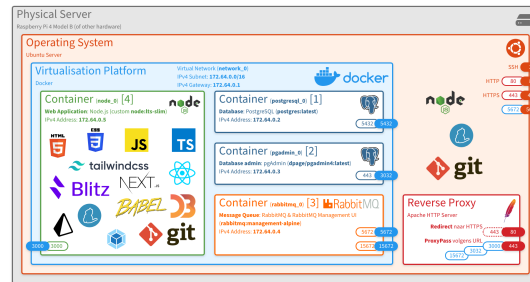 Physical Server
Raspberry Pi 4 Model B (of other hardware)
Operating System
Ubuntu Server
SSH
HTTP 80
HTTPS 443
5672
Virtualisation Platform
Docker
Virtual Network (network_0)
IPv4 Subnet: 172.64.0.0/16
IPv4 Gateway: 172.64.0.1
docker
Container (node_0) [4]
Web Application: Node.js (custom node:lts-slim)
IPv4 Address: 172.64.0.5
node
HTML
5
CSS
JS
TS
tailwindcss
Blitz
NEXT.JS
BABEL
D3
git
3000 3000
Container (postgresql_0) [1]
Database: PostgreSQL (postgres:latest)
IPv4 Address: 172.64.0.2
5432 5432
Container (pgadmin_0) [2]
Database admin: pgAdmin (dpage/pgadmin4:latest)
IPv4 Address: 172.64.0.3
443 3032
Container (rabbitmq_0) [3]
RabbitMQ
Message Queue: RabbitMQ & RabbitMQ Management UI
(rabbitmq:management-alpine)
IPv4 Address: 172.64.0.4
5672 5672
15672 15672
node
git
Reverse Proxy
Apache HTTP Server
Redirect naar HTTPS 443 80
ProxyPass volgens URL 3000 443
3032
15672